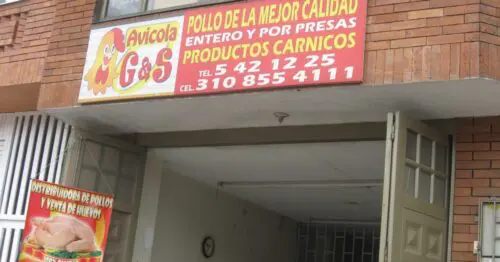 Avicola
G&S
POLLO DE LA MEJOR CALIDAD
ENTERO Y POR PRESAS
PRODUCTOS CARNICOS
TEL. 5 42 12 25
CEL. 310 855 4111
DISTRIBUIDORA DE POLLOS
Y VENTA DE HUEVOS